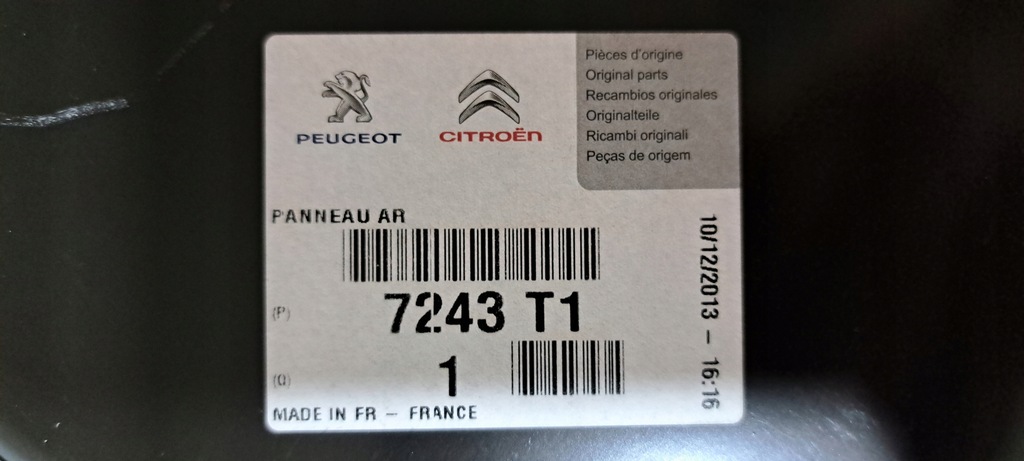 PEUGEOT
CITROËN
Pièces d'origine
Original parts
Recambios originales
Originalteile
Ricambi originali
Peças de origem
PANNEAU AR
(P) 7243 T1
(Q) 1
MADE IN FR - FRANCE
10/12/2013 - 16:16